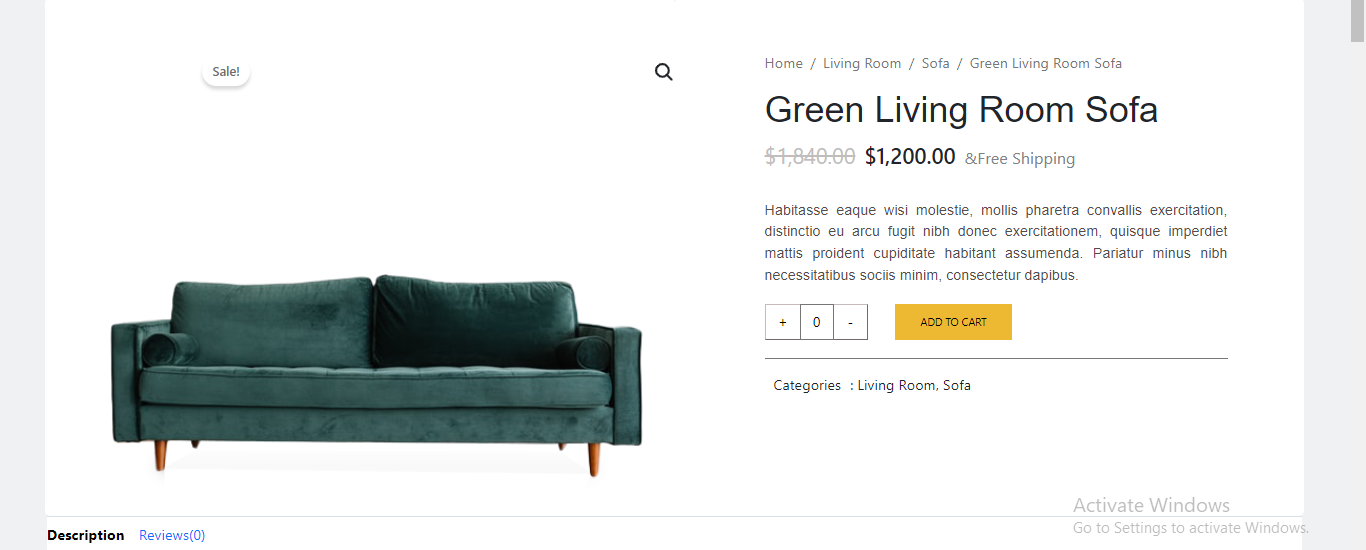 Sale!
Home / Living Room / Sofa / Green Living Room Sofa
Green Living Room Sofa
$1,840.00 $1,200.00 &Free Shipping
Habitasse eaque wisi molestie, mollis pharetra convallis exercitation,
distinctio eu arcu fugit nibh donec exercitationem, quisque imperdiet
mattis proident cupiditate habitant assumenda. Pariatur minus nibh
necessitatibus sociis minim, consectetur dapibus.
+ 0 - ADD TO CART
Categories : Living Room, Sofa
Activate Windows
Go to Settings to activate Windows.
Description Reviews(0)